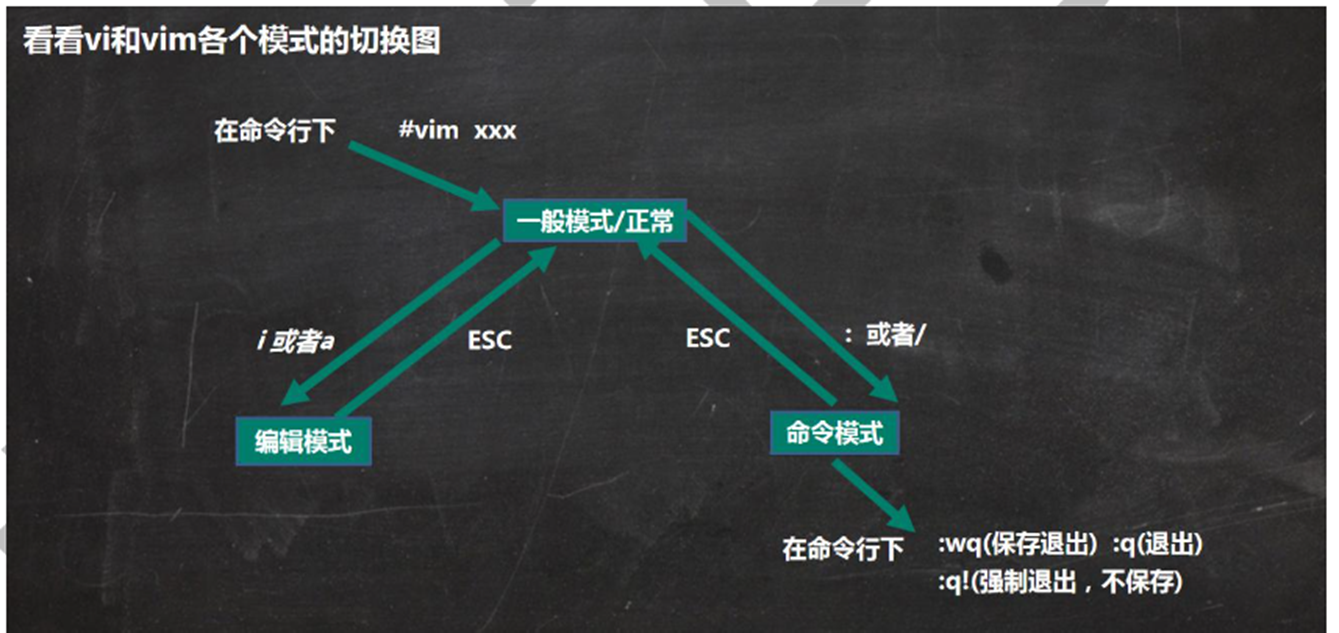 看看vi和vim各个模式的切换图
在命令行下 #vim xxx
一般模式/正常
i 或者a ESC ESC : 或者/
编辑模式 命令模式
在命令行下 :wq(保存退出) :q(退出)
:q!(强制退出，不保存)